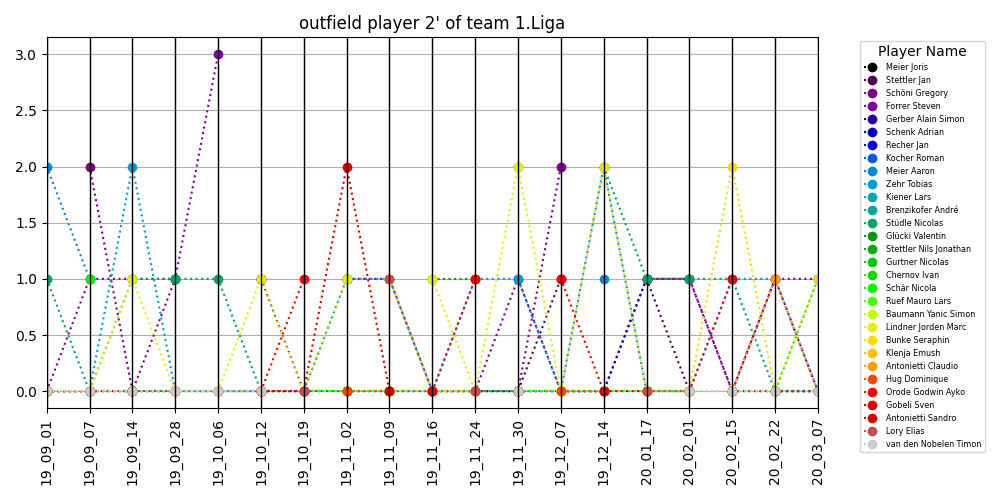 outfield player 2' of team 1.Liga
3.0
2.5
2.0
1.5
1.0
0.5
0.0
19_09_01
19_09_07
19_09_14
19_09_28
19_10_06
19_10_12
19_10_19
19_11_02
19_11_09
19_11_16
19_11_24
19_11_30
19_12_07
19_12_14
20_01_17
20_02_01
20_02_15
20_02_22
20_03_07
Player Name
Meier Joris
Stettler Jan
Schöni Gregory
Forrer Steven
Gerber Alain Simon
Schenk Adrian
Recher Jan
Kocher Roman
Meier Aaron
Zehr Tobias
Kiener Lars
Brenzikofer André
Stüdle Nicolas
Glücki Valentin
Stettler Nils Jonathan
Gurtner Nicolas
Chernov Ivan
Schär Nicola
Ruef Mauro Lars
Baumann Yanic Simon
Lindner Jorden Marc
Bunke Seraphin
Klenja Emush
Antonietti Claudio
Hug Dominique
Orode Godwin Ayko
Gobeli Sven
Antonietti Sandro
Lory Elias
van den Nobelen Timon